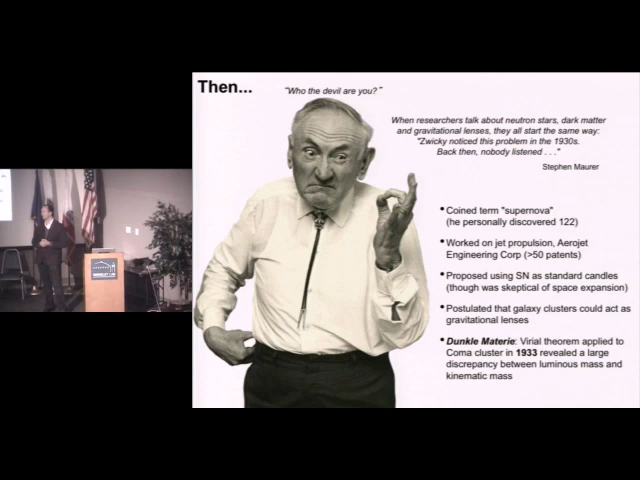 Then...
"Who the devil are you?"
When researchers talk about neutron stars, dark matter
and gravitational lenses, they all start the same way:
"Zwicky noticed this problem in the 1930s.
Back then, nobody listened . . ."
Stephen Maurer
• Coined term "supernova"
(he personally discovered 122)
• Worked on jet propulsion, Aerojet
Engineering Corp (>50 patents)
• Proposed using SN as standard candles
(though was skeptical of space expansion)
• Postulated that galaxy clusters could act as
gravitational lenses
• Dunkle Materie: Virial theorem applied to
Coma cluster in 1933 revealed a large
discrepancy between luminous mass and
kinematic mass